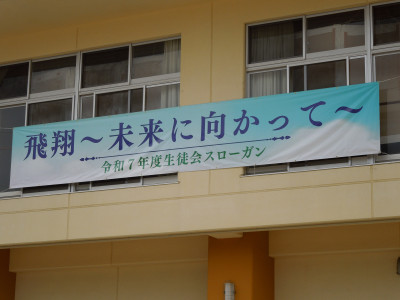 飛翔～未来に向かって～
令和7年度生徒会スローガン